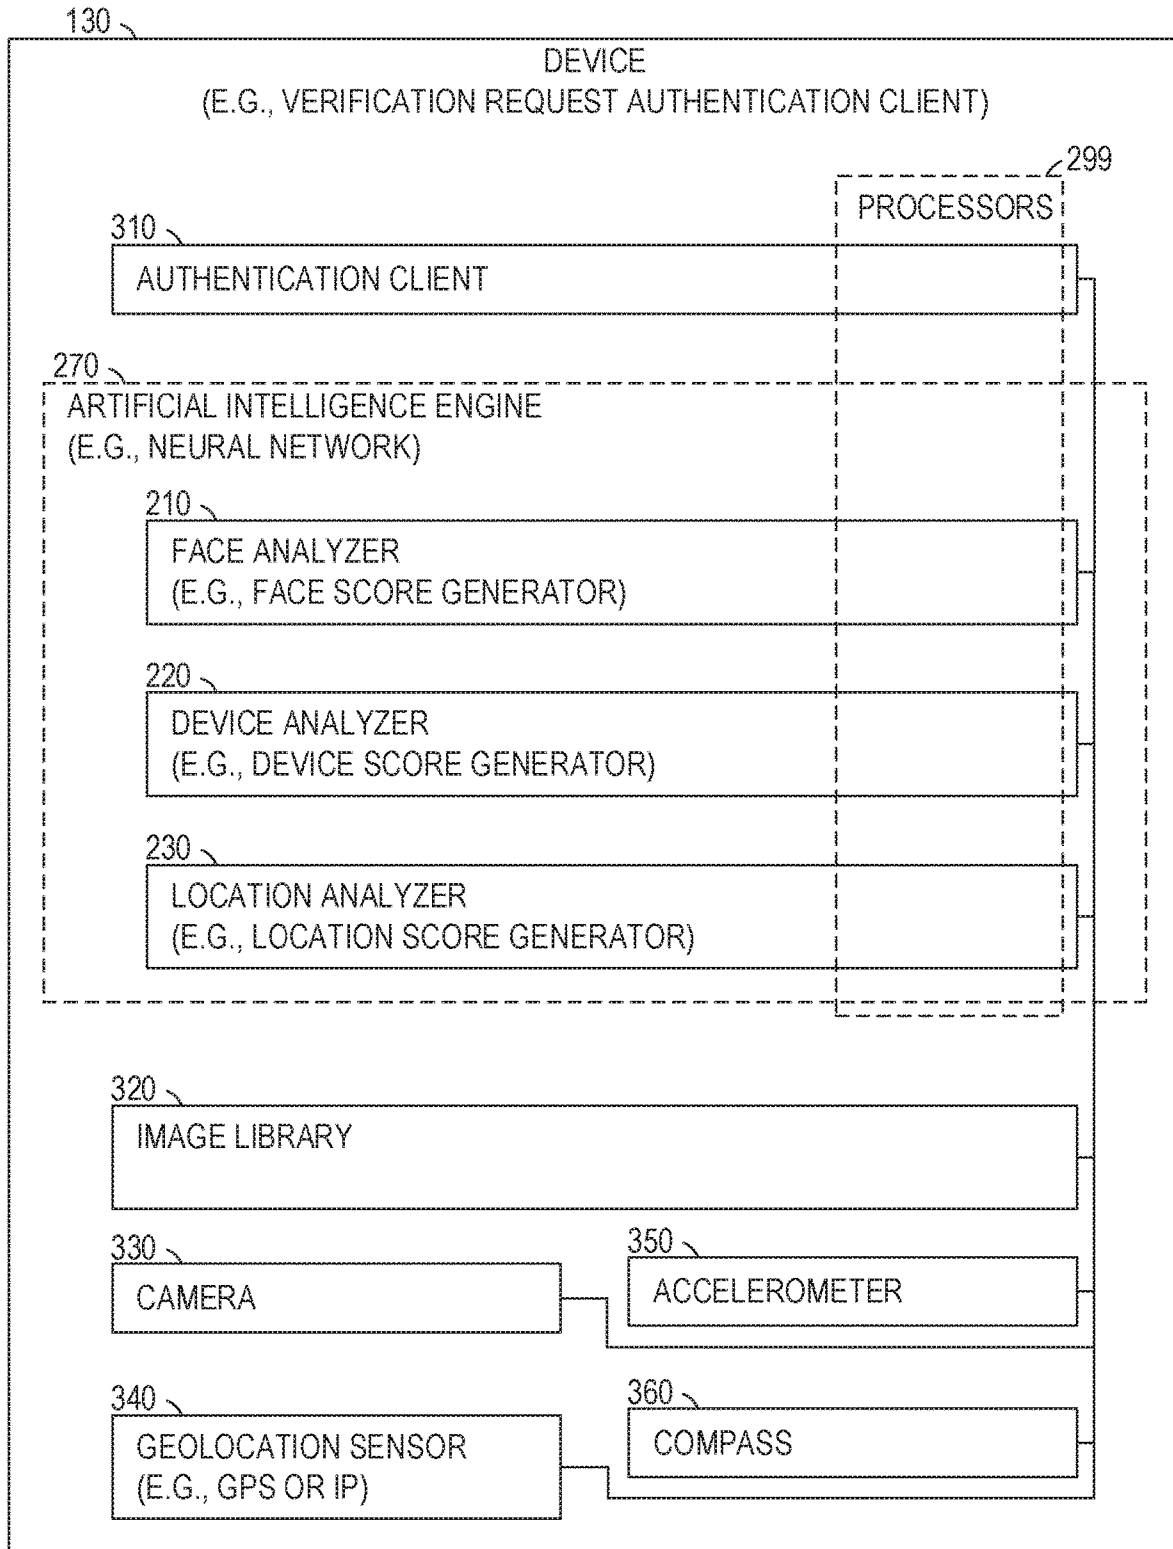 130
DEVICE
(E.G., VERIFICATION REQUEST AUTHENTICATION CLIENT)
299
PROCESSORS
310
AUTHENTICATION CLIENT
270
ARTIFICIAL INTELLIGENCE ENGINE
(E.G., NEURAL NETWORK)
210
FACE ANALYZER
(E.G., FACE SCORE GENERATOR)
220
DEVICE ANALYZER
(E.G., DEVICE SCORE GENERATOR)
230
LOCATION ANALYZER
(E.G., LOCATION SCORE GENERATOR)
320
IMAGE LIBRARY
330
CAMERA
350
ACCELEROMETER
340
GEOLOCATION SENSOR
(E.G., GPS OR IP)
360
COMPASS